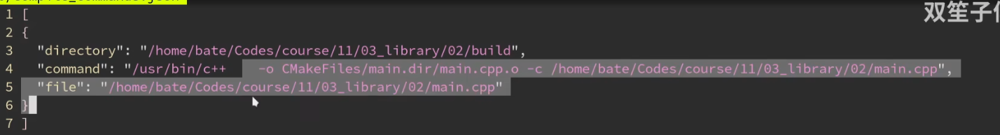 双笙子
1 [
2 {
3 "directory": "/home/bate/Codes/course/11/03_library/02/build",
4 "command": "/usr/bin/c++ -o CMakeFiles/main.dir/main.cpp.o -c /home/bate/Codes/course/11/03_library/02/main.cpp",
5 "file": "/home/bate/Codes/course/11/03_library/02/main.cpp"
6 }
7 ]